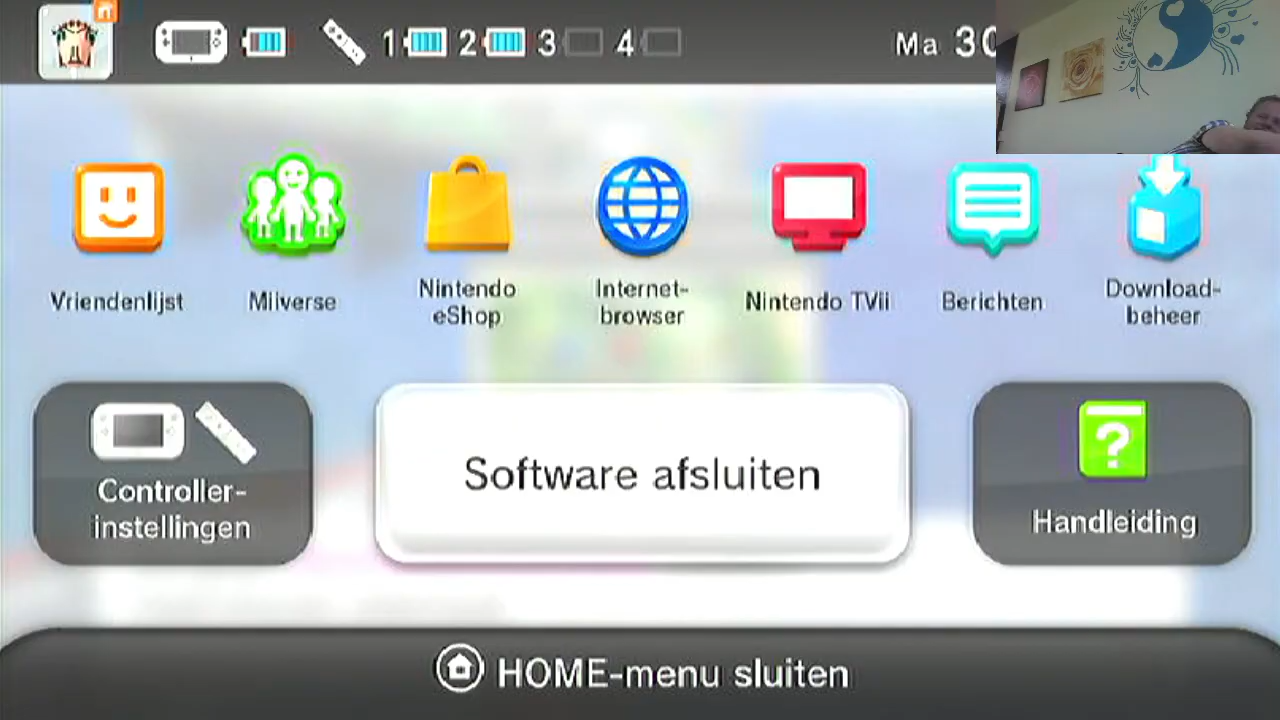 1 2 3 4
Ma 30
Vriendenlijst
Miiverse
Nintendo
eShop
Internet-
browser
Nintendo TVii
Berichten
Download-
beheer
Controller-
instellingen
Software afsluiten
?
Handleiding
HOME-menu sluiten